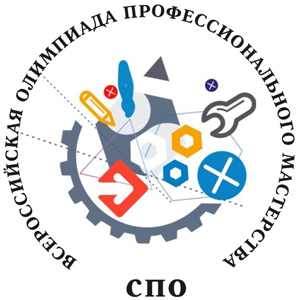 ВСЕРОССИЙСКАЯ ОЛИМПИАДА ПРОФЕССИОНАЛЬНОГО МАСТЕРСТВА
СПО